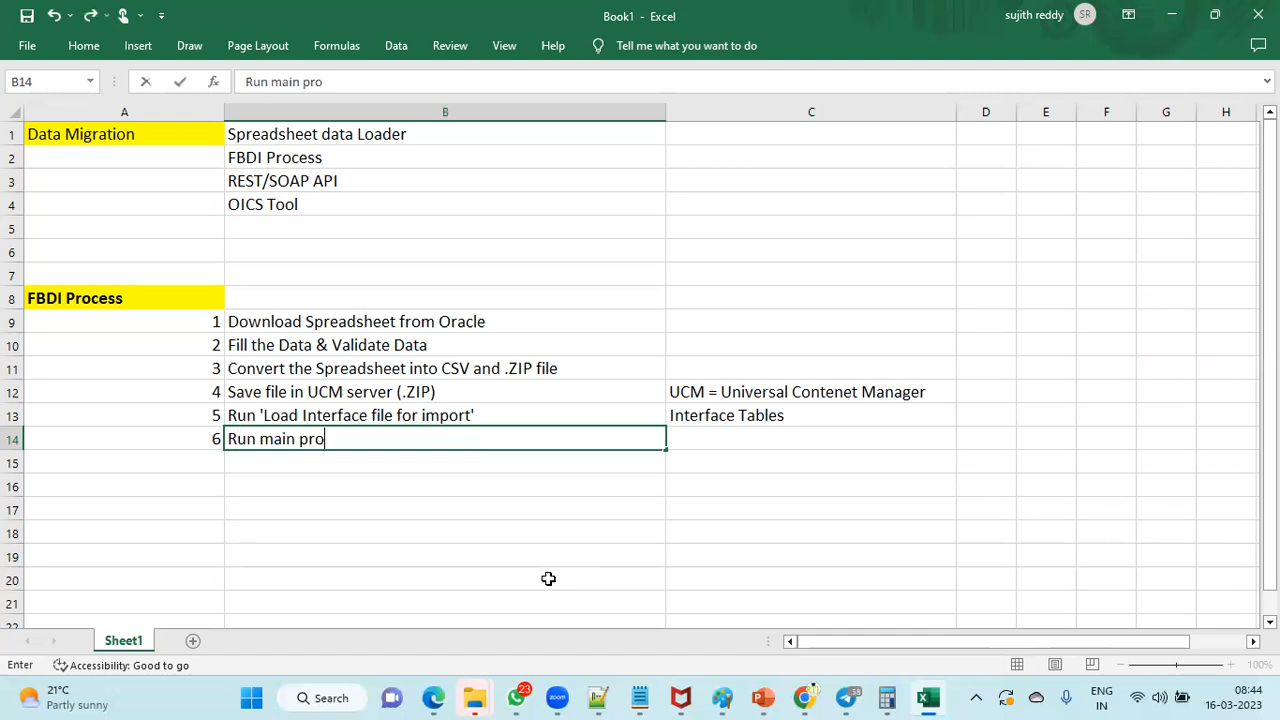 Book1 - Excel
sujith reddy SR
File Home Insert Draw Page Layout Formulas Data Review View Help Tell me what you want to do
B14 fx Run main pro
A B C D E F G H
1 Data Migration Spreadsheet data Loader
2 FBDI Process
3 REST/SOAP API
4 OICS Tool
5
6
7
8 FBDI Process
9 1 Download Spreadsheet from Oracle
10 2 Fill the Data & Validate Data
11 3 Convert the Spreadsheet into CSV and .ZIP file
12 4 Save file in UCM server (.ZIP) UCM = Universal Contenet Manager
13 5 Run 'Load Interface file for import' Interface Tables
14 6 Run main pro
15
16
17
18
19
20
21
22
Sheet1
Enter Accessibility: Good to go 100%
21°C
Partly sunny
Search
23
38
ENG
IN
08:44
16-03-2023